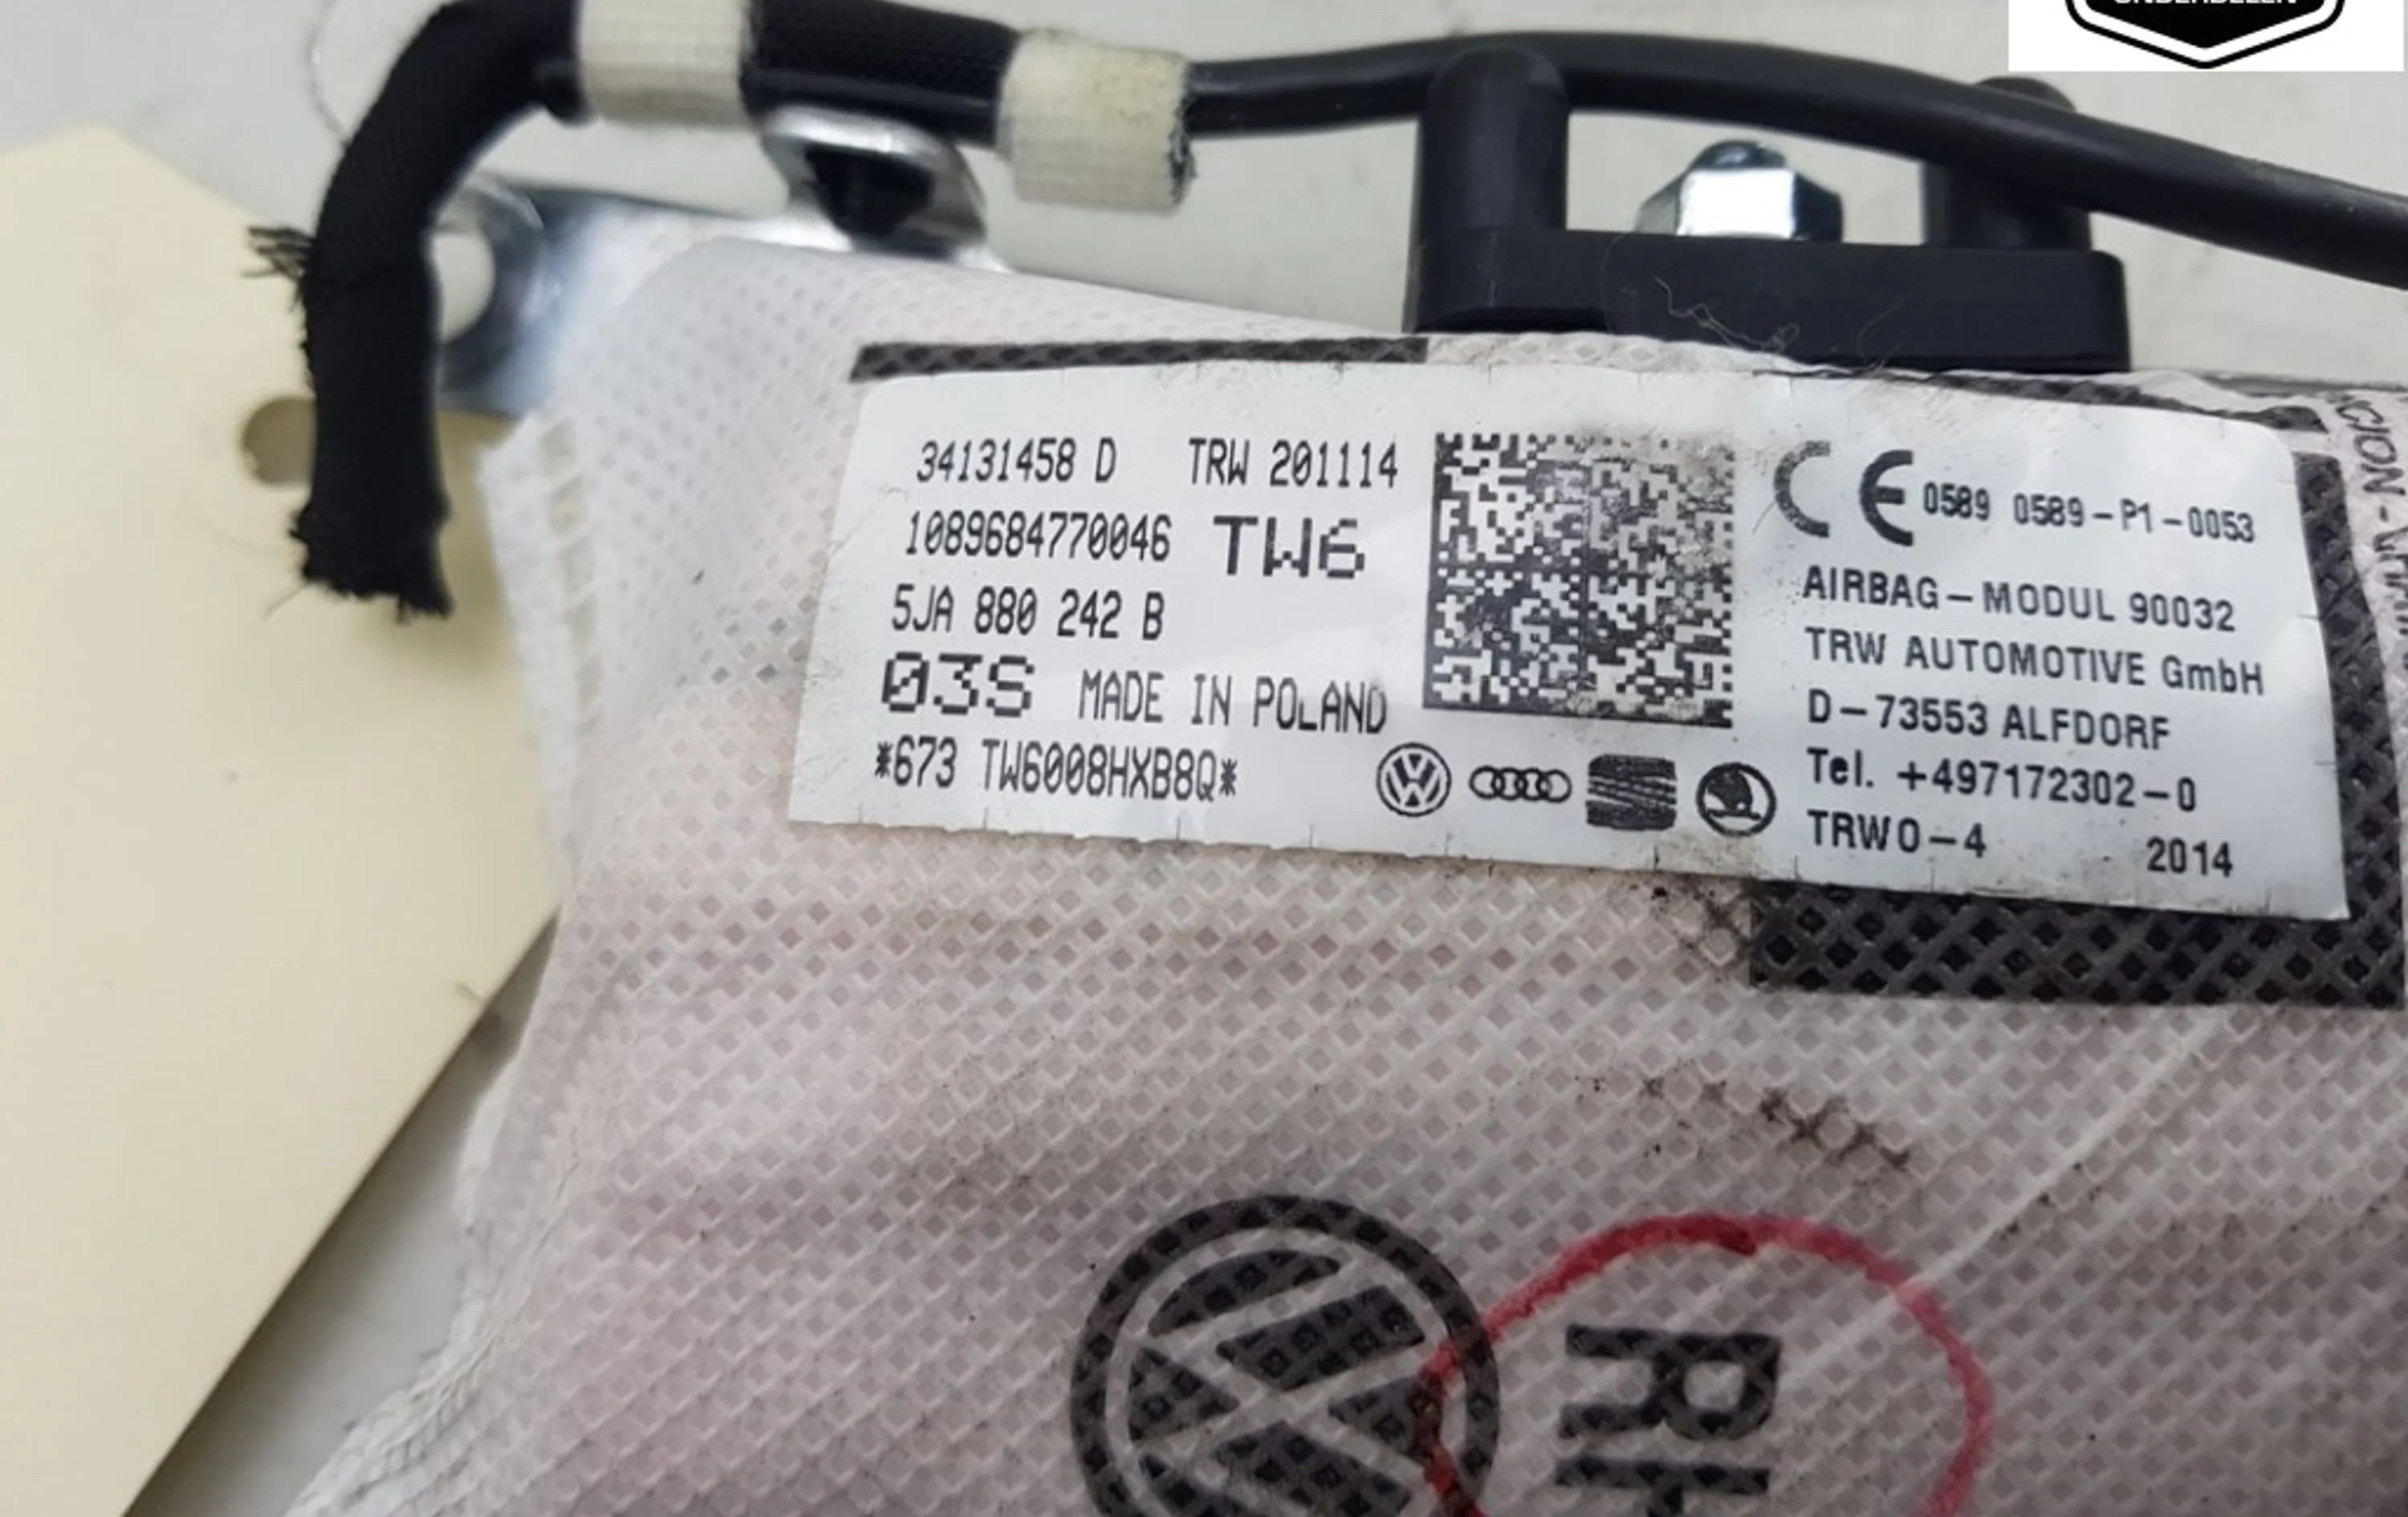 ONDERDELEN
34131458 D TRW 201114
1089684770046 TW6
5JA 880 242 B
03S MADE IN POLAND
*673 TW6008HXB8Q*
CE 0589 0589-P1-0053
AIRBAG-MODUL 90032
TRW AUTOMOTIVE GmbH
D-73553 ALFDORF
Tel. +497172302-0
TRWO-4 2014